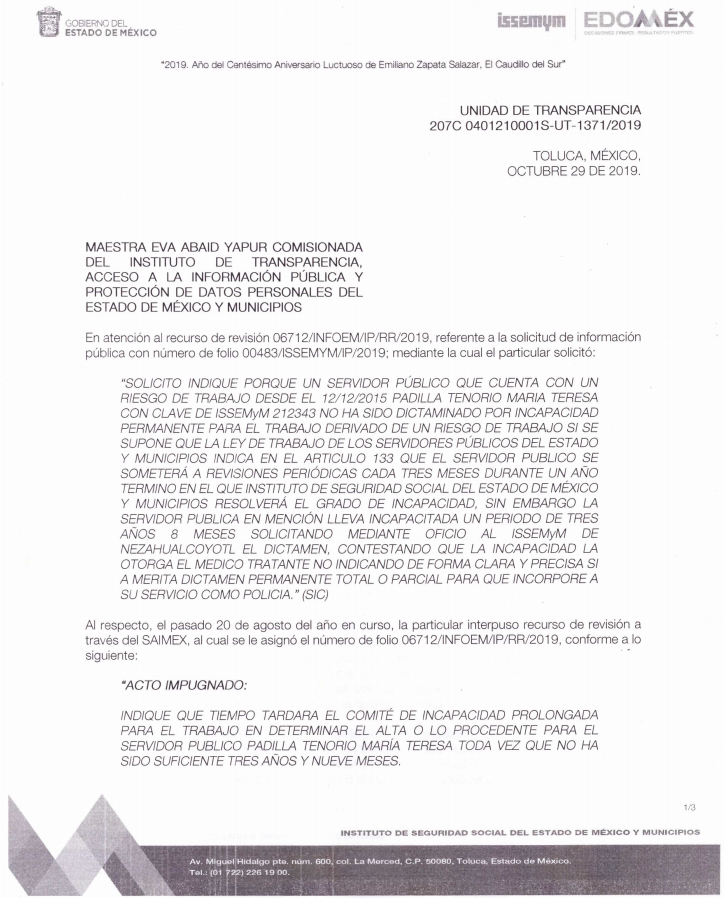 GOBIERNO DEL
ESTADO DE MÉXICO
issemym
EDOMÉX
DECISIONES FIRMES, RESULTADOS FUERTES.
"2019. Año del Centésimo Aniversario Luctuoso de Emiliano Zapata Salazar, El Caudillo del Sur"
UNIDAD DE TRANSPARENCIA
207C 0401210001S-UT-1371/2019
TOLUCA, MÉXICO,
OCTUBRE 29 DE 2019.
MAESTRA EVA ABAID YAPUR COMISIONADA
DEL INSTITUTO DE TRANSPARENCIA,
ACCESO A LA INFORMACIÓN PÚBLICA Y
PROTECCIÓN DE DATOS PERSONALES DEL
ESTADO DE MÉXICO Y MUNICIPIOS
En atención al recurso de revisión 06712/INFOEM/IP/RR/2019, referente a la solicitud de información
pública con número de folio 00483/ISSEMYM/IP/2019; mediante la cual el particular solicitó:
"SOLICITO INDIQUE PORQUE UN SERVIDOR PÚBLICO QUE CUENTA CON UN
RIESGO DE TRABAJO DESDE EL 12/12/2015 PADILLA TENORIO MARIA TERESA
CON CLAVE DE ISSEMyM 212343 NO HA SIDO DICTAMINADO POR INCAPACIDAD
PERMANENTE PARA EL TRABAJO DERIVADO DE UN RIESGO DE TRABAJO SI SE
SUPONE QUE LA LEY DE TRABAJO DE LOS SERVIDORES PÚBLICOS DEL ESTADO
Y MUNICIPIOS INDICA EN EL ARTICULO 133 QUE EL SERVIDOR PUBLICO SE
SOMETERÁ A REVISIONES PERIÓDICAS CADA TRES MESES DURANTE UN AÑO
TERMINO EN EL QUE INSTITUTO DE SEGURIDAD SOCIAL DEL ESTADO DE MÉXICO
Y MUNICIPIOS RESOLVERÁ EL GRADO DE INCAPACIDAD, SIN EMBARGO LA
SERVIDOR PUBLICA EN MENCIÓN LLEVA INCAPACITADA UN PERIODO DE TRES
AÑOS 8 MESES SOLICITANDO MEDIANTE OFICIO AL ISSEMyM DE
NEZAHUALCOYOTL EL DICTAMEN, CONTESTANDO QUE LA INCAPACIDAD LA
OTORGA EL MEDICO TRATANTE NO INDICANDO DE FORMA CLARA Y PRECISA SI
A MERITA DICTAMEN PERMANENTE TOTAL O PARCIAL PARA QUE INCORPORE A
SU SERVICIO COMO POLICIA." (SIC)
Al respecto, el pasado 20 de agosto del año en curso, la particular interpuso recurso de revisión a
través del SAIMEX, al cual se le asignó el número de folio 06712/INFOEM/IP/RR/2019, conforme a lo
siguiente:
"ACTO IMPUGNADO:
INDIQUE QUE TIEMPO TARDARA EL COMITÉ DE INCAPACIDAD PROLONGADA
PARA EL TRABAJO EN DETERMINAR EL ALTA O LO PROCEDENTE PARA EL
SERVIDOR PUBLICO PADILLA TENORIO MARÍA TERESA TODA VEZ QUE NO HA
SIDO SUFICIENTE TRES AÑOS Y NUEVE MESES.
1/3
INSTITUTO DE SEGURIDAD SOCIAL DEL ESTADO DE MÉXICO Y MUNICIPIOS
Av. Miguel Hidalgo pte. núm. 600, col. La Merced, C.P. 50080, Toluca, Estado de México.
Tel.: (01 722) 226 19 00.